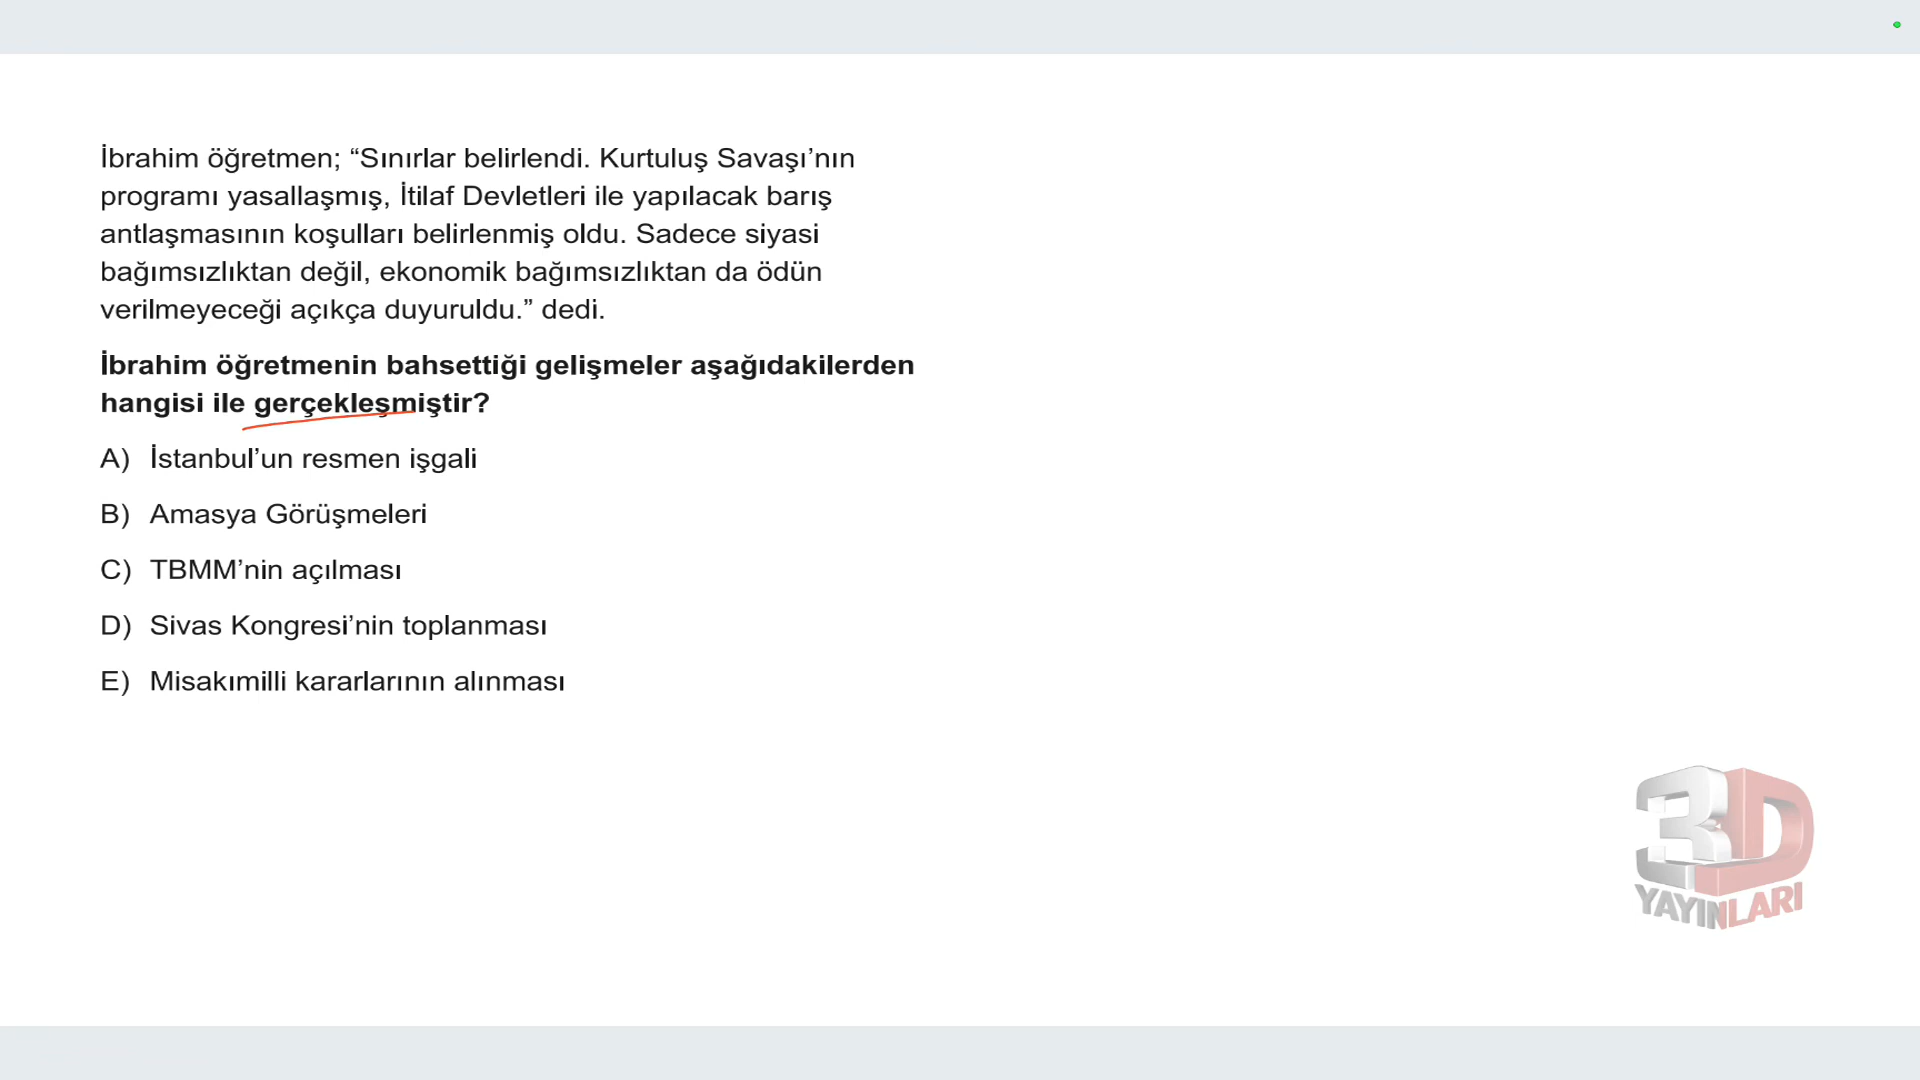 İbrahim öğretmen; “Sınırlar belirlendi. Kurtuluş Savaşı’nın
programı yasallaşmış, İtilaf Devletleri ile yapılacak barış
antlaşmasının koşulları belirlenmiş oldu. Sadece siyasi
bağımsızlıktan değil, ekonomik bağımsızlıktan da ödün
verilmeyeceği açıkça duyuruldu.” dedi.
İbrahim öğretmenin bahsettiği gelişmeler aşağıdakilerden
hangisi ile gerçekleşmiştir?
A) İstanbul’un resmen işgali
B) Amasya Görüşmeleri
C) TBMM’nin açılması
D) Sivas Kongresi’nin toplanması
E) Misakımilli kararlarının alınması
3D
YAYINLARI